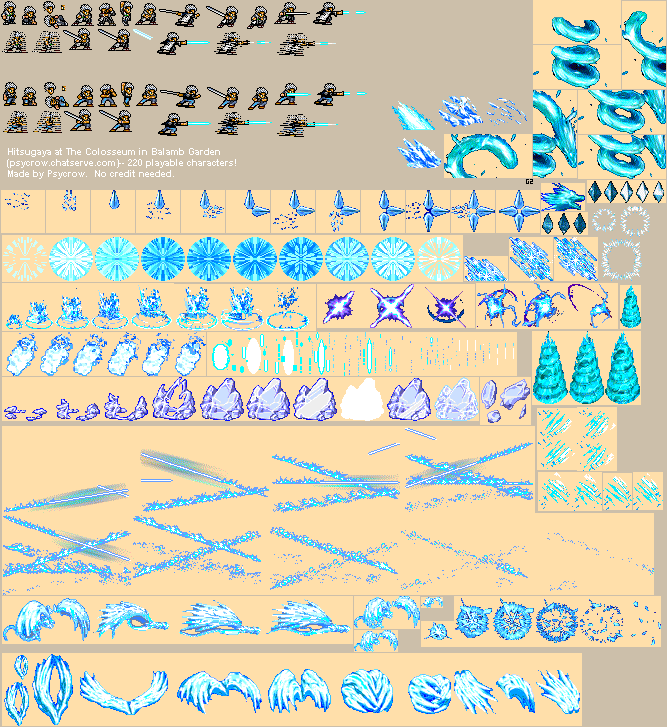 Hitsugaya at The Colosseum in Balamb Garden
(psycrow.chatserve.com)-- 220 playable characters!
Made by Psycrow.  No credit needed.
G2